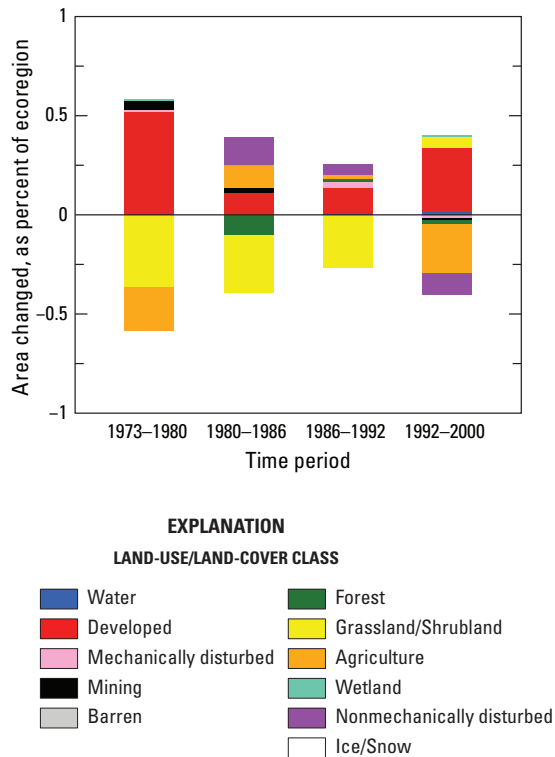 1
0.5
0
–0.5
–1
Area changed, as percent of ecoregion
1973–1980 1980–1986 1986–1992 1992–2000
Time period
EXPLANATION
LAND-USE/LAND-COVER CLASS
Water
Developed
Mechanically disturbed
Mining
Barren
Forest
Grassland/Shrubland
Agriculture
Wetland
Nonmechanically disturbed
Ice/Snow